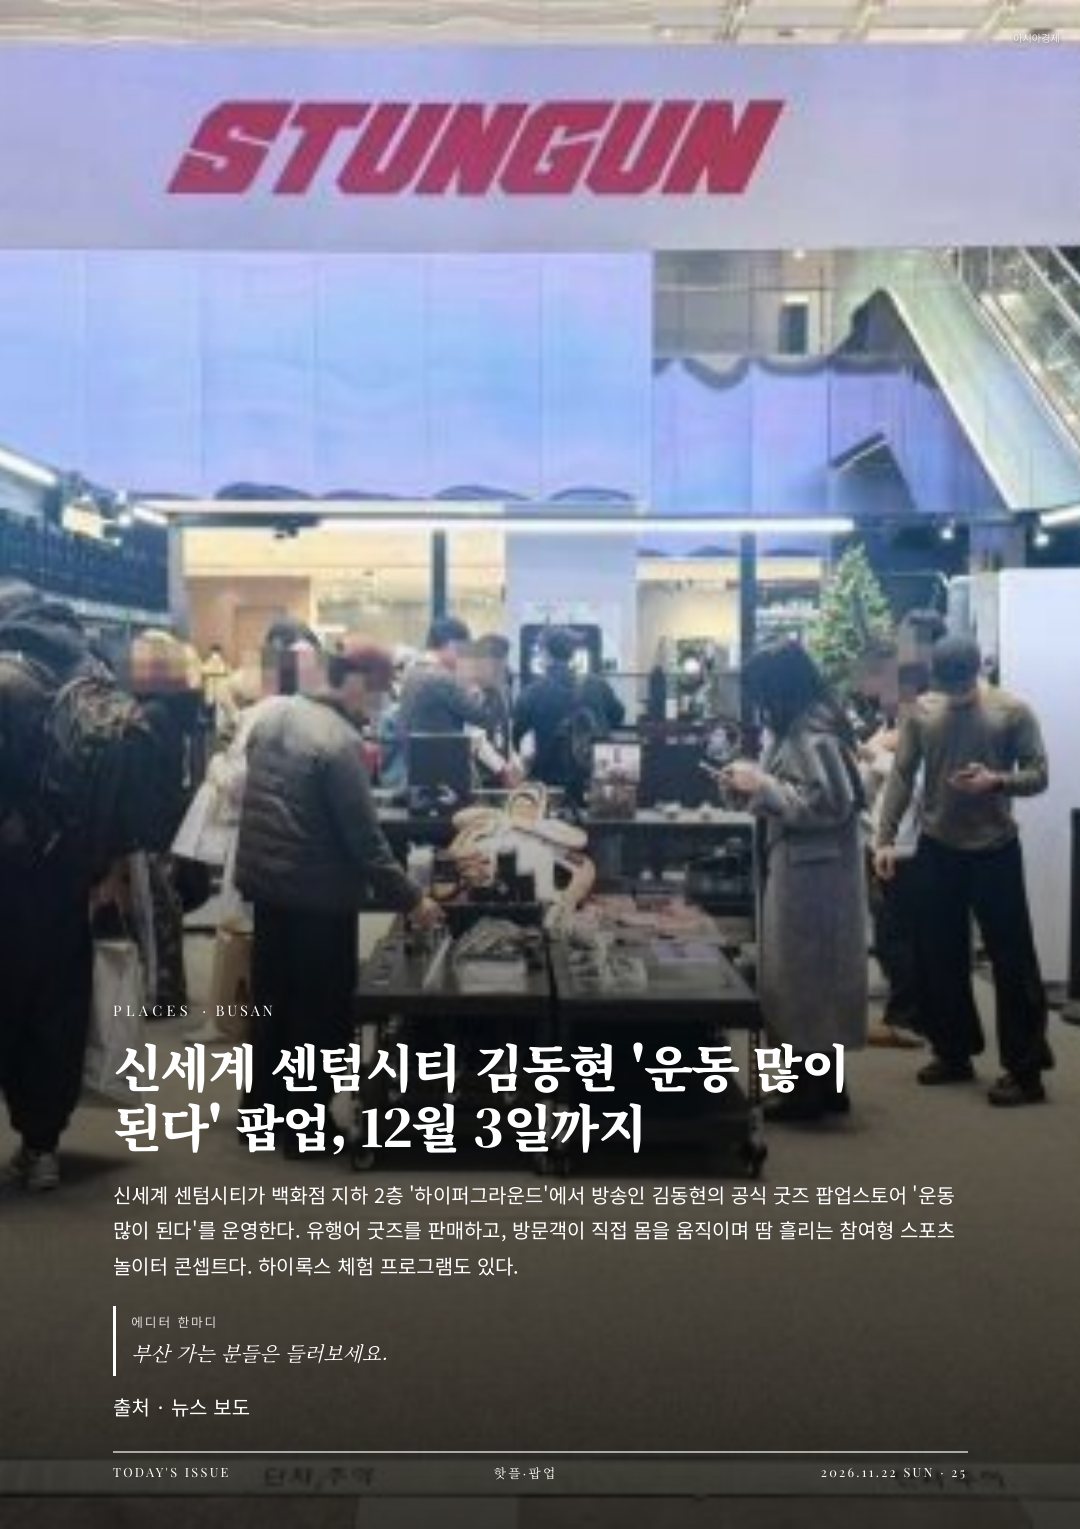 아시아경제
STUNGUN
PLACES · BUSAN
신세계 센텀시티 김동현 '운동 많이
된다' 팝업, 12월 3일까지
신세계 센텀시티가 백화점 지하 2층 '하이퍼그라운드'에서 방송인 김동현의 공식 굿즈 팝업스토어 '운동
많이 된다'를 운영한다. 유행어 굿즈를 판매하고, 방문객이 직접 몸을 움직이며 땀 흘리는 참여형 스포츠
놀이터 콘셉트다. 하이록스 체험 프로그램도 있다.
에디터 한마디
부산 가는 분들은 들러보세요.
출처 · 뉴스 보도
TODAY'S ISSUE
핫플·팝업
2026.11.22 SUN · 25